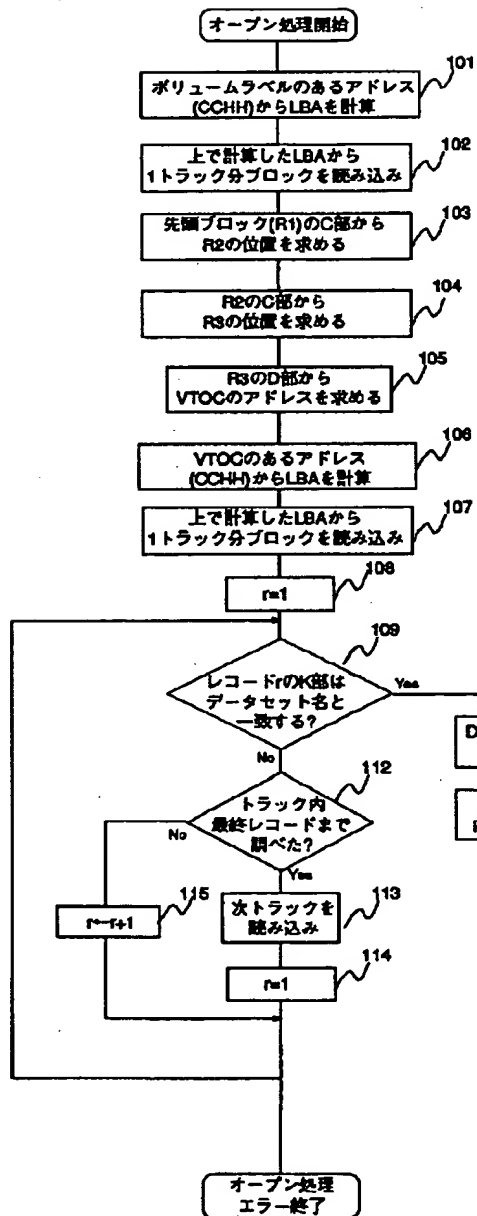 オープン処理開始
101
ボリュームラベルのあるアドレス
(CCHH)からLBAを計算
102
上で計算したLBAから
1トラック分ブロックを読み込み
103
先頭ブロック(R1)のC部から
R2の位置を求める
104
R2のC部から
R3の位置を求める
105
R3のD部から
VTOCのアドレスを求める
106
VTOCのあるアドレス
(CCHH)からLBAを計算
107
上で計算したLBAから
1トラック分ブロックを読み込み
108
r=1
109
レコードrのK部は
データセット名と
一致する?
Yes
D
No
112
トラック内
最終レコードまで
調べた?
No
Yes
115
r←r+1
113
次トラックを
読み込み
114
r=1
オープン処理
エラー終了